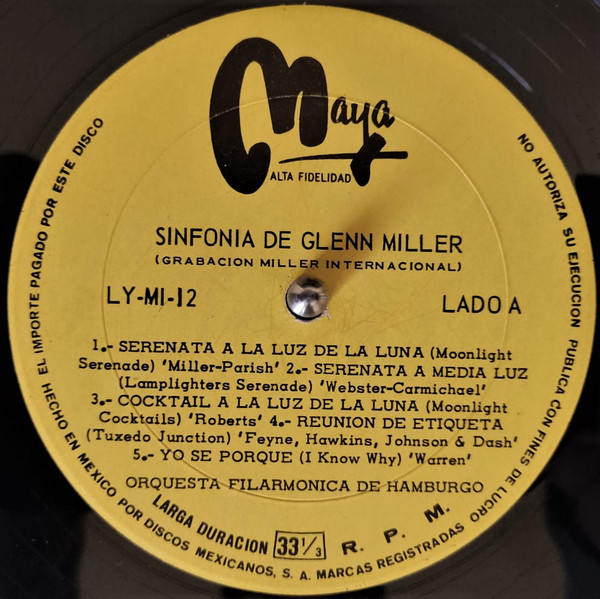 Maya
ALTA FIDELIDAD
SINFONIA DE GLENN MILLER
(GRABACION MILLER INTERNACIONAL)
LY-MI-12
LADO A
1.- SERENATA A LA LUZ DE LA LUNA (Moonlight
Serenade) 'Miller-Parish' 2.- SERENATA A MEDIA LUZ
(Lamplighters Serenade) 'Webster-Carmichael'
3.- COCKTAIL A LA LUZ DE LA LUNA (Moonlight
Cocktails) 'Roberts' 4.- REUNION DE ETIQUETA
(Tuxedo Junction) 'Feyne, Hawkins, Johnson & Dash'
5.- YO SE PORQUE (I Know Why) 'Warren'
ORQUESTA FILARMONICA DE HAMBURGO
LARGA DURACION 33 1/3 R. P. M.
EL IMPORTE PAGADO POR ESTE DISCO
NO AUTORIZA SU EJECUCION PUBLICA CON FINES DE LUCRO
HECHO EN MEXICO POR DISCOS MEXICANOS, S. A. MARCAS REGISTRADAS